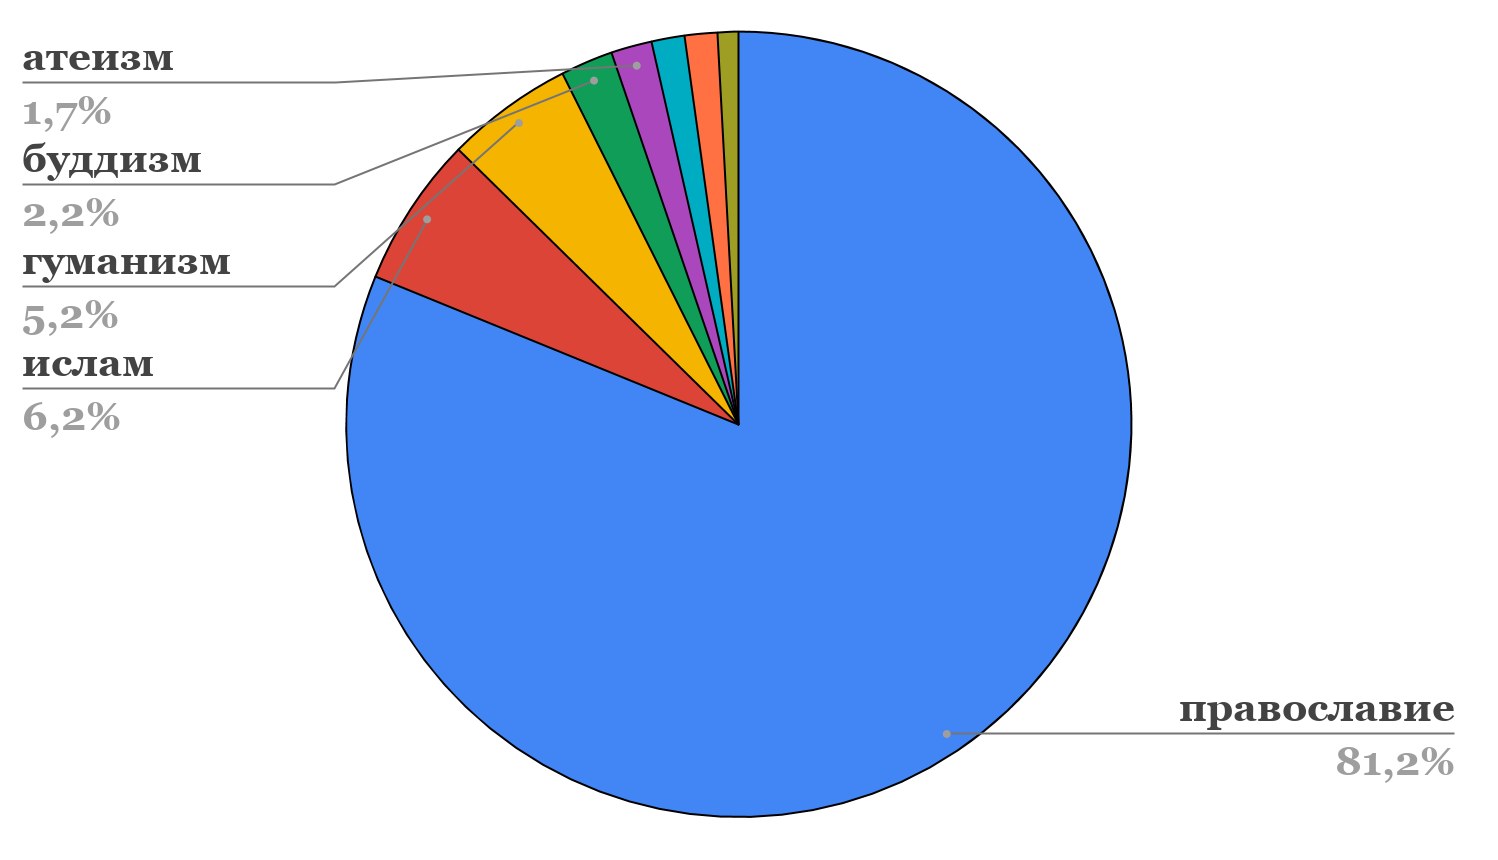 атеизм
1,7%
буддизм
2,2%
гуманизм
5,2%
ислам
6,2%
православие
81,2%